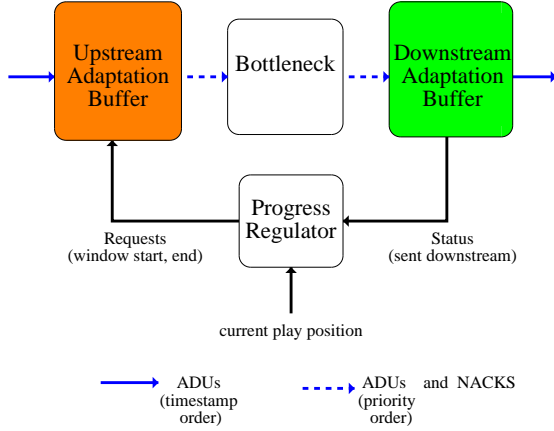 Upstream
Adaptation
Buffer
Bottleneck
Downstream
Adaptation
Buffer
Progress
Regulator
Requests
(window start, end)
Status
(sent downstream)
current play position
ADUs
(timestamp
order)
ADUs and NACKS
(priority
order)